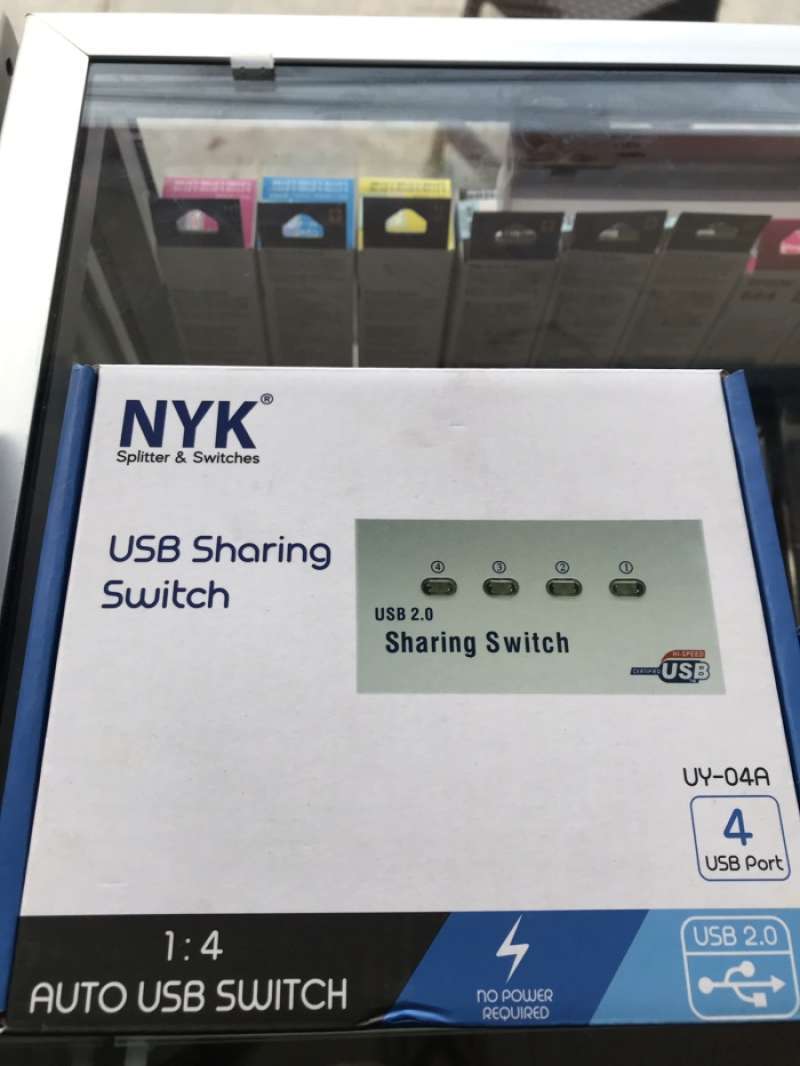 NYK®
Splitter & Switches
USB Sharing
Switch
④ ③ ② ①
USB 2.0
Sharing Switch
HI-SPEED
CERTIFIED USB
UY-04A
4
USB Port
1:4
AUTO USB SWITCH
NO POWER
REQUIRED
USB 2.0